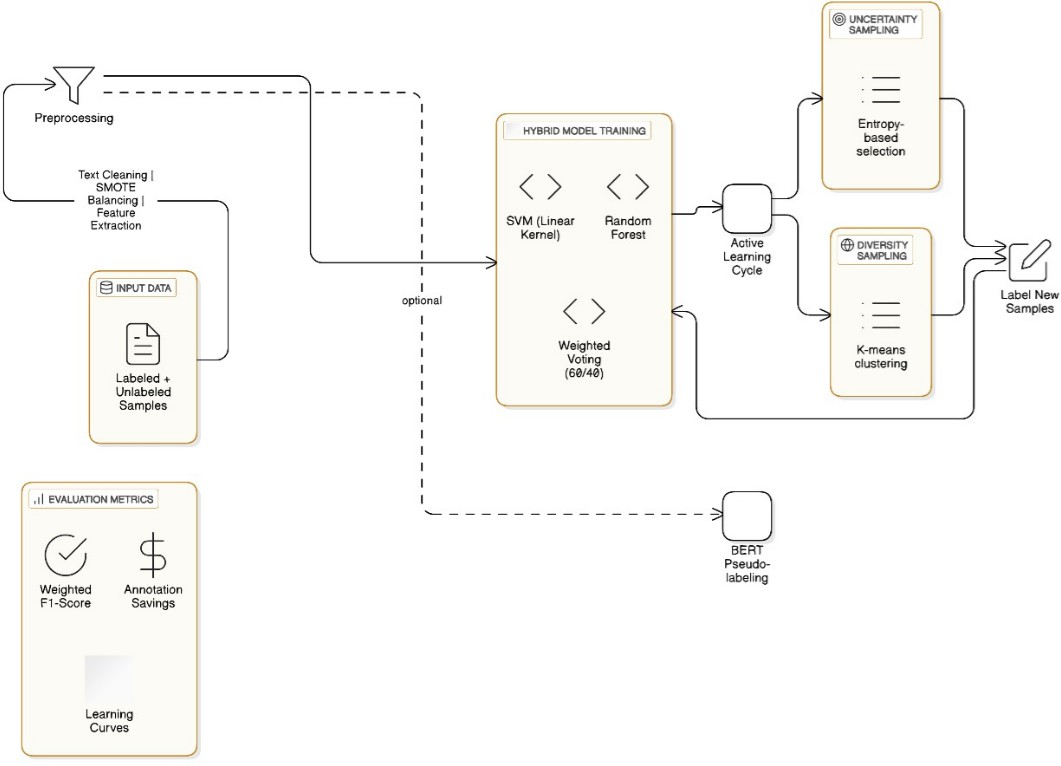 Preprocessing
Text Cleaning |
SMOTE
Balancing |
Feature
Extraction
INPUT DATA
Labeled +
Unlabeled
Samples
optional
HYBRID MODEL TRAINING
SVM (Linear
Kernel)
Random
Forest
Weighted
Voting
(60/40)
Active
Learning
Cycle
UNCERTAINTY
SAMPLING
Entropy-
based
selection
DIVERSITY
SAMPLING
K-means
clustering
Label New
Samples
BERT
Pseudo-
labeling
EVALUATION METRICS
Weighted
F1-Score
Annotation
Savings
Learning
Curves